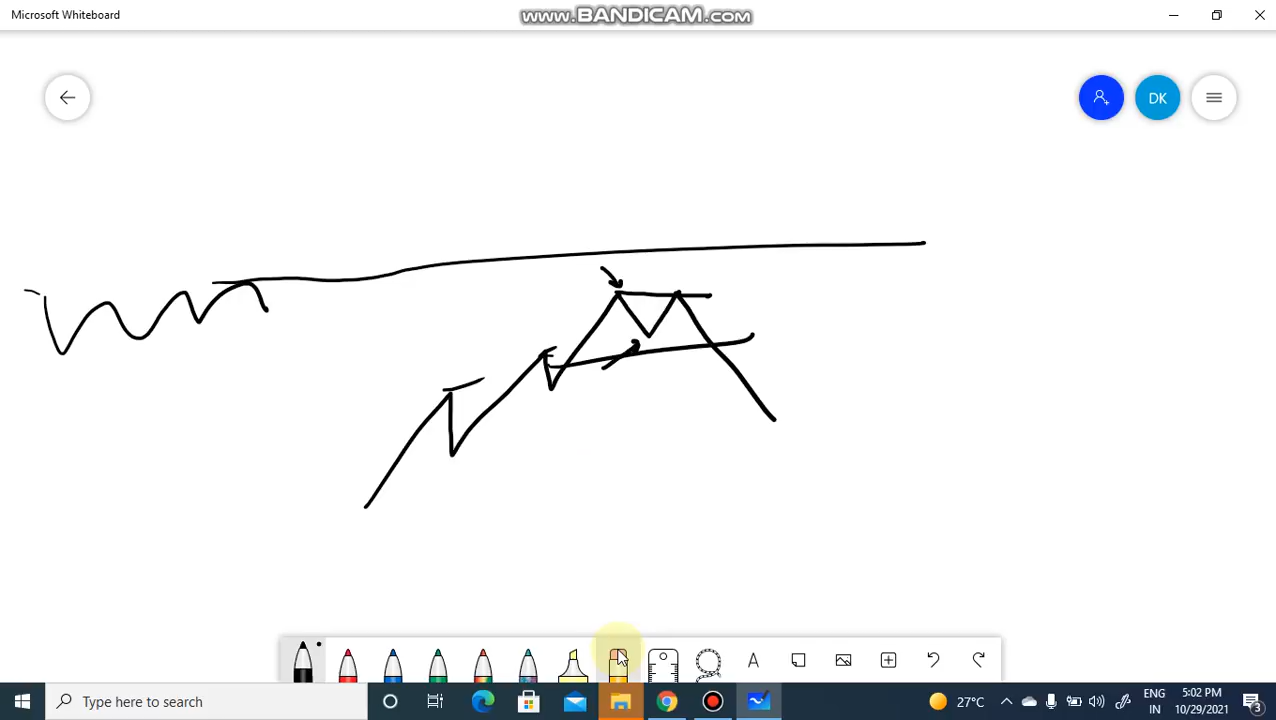 Microsoft Whiteboard
www.BANDICAM.com
DK
A
Type here to search
27°C
ENG
IN
5:02 PM
10/29/2021
3